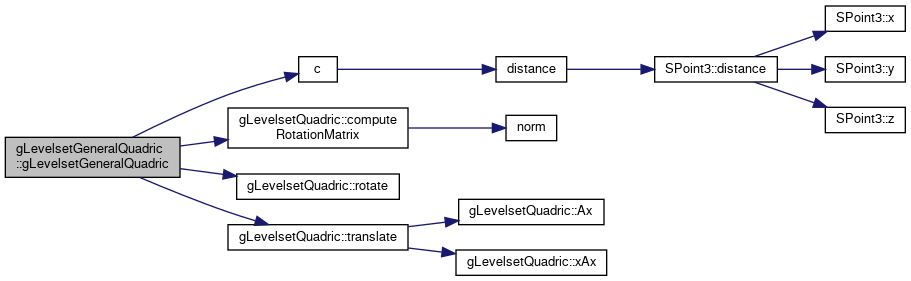 gLevelsetGeneralQuadric
::gLevelsetGeneralQuadric
c
distance
SPoint3::distance
SPoint3::x
SPoint3::y
SPoint3::z
gLevelsetQuadric::compute
RotationMatrix
norm
gLevelsetQuadric::rotate
gLevelsetQuadric::translate
gLevelsetQuadric::Ax
gLevelsetQuadric::xAx